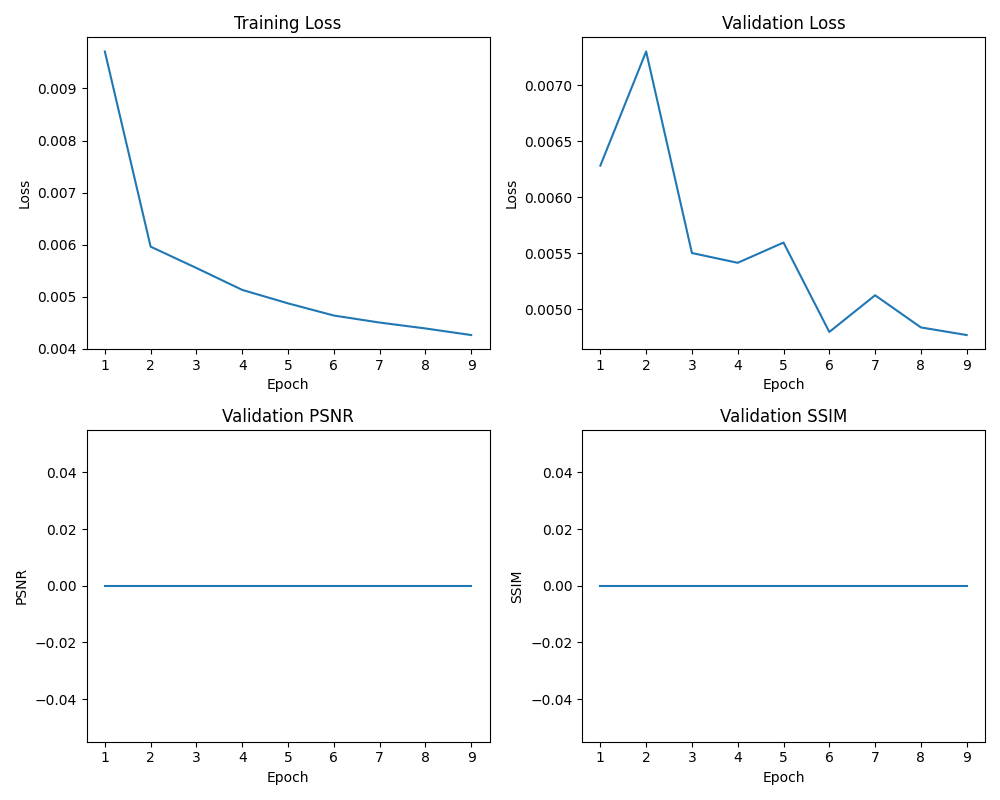 Training Loss
Loss
0.009
0.008
0.007
0.006
0.005
0.004
1 2 3 4 5 6 7 8 9
Epoch
Validation Loss
Loss
0.0070
0.0065
0.0060
0.0055
0.0050
1 2 3 4 5 6 7 8 9
Epoch
Validation PSNR
PSNR
0.04
0.02
0.00
−0.02
−0.04
1 2 3 4 5 6 7 8 9
Epoch
Validation SSIM
SSIM
0.04
0.02
0.00
−0.02
−0.04
1 2 3 4 5 6 7 8 9
Epoch